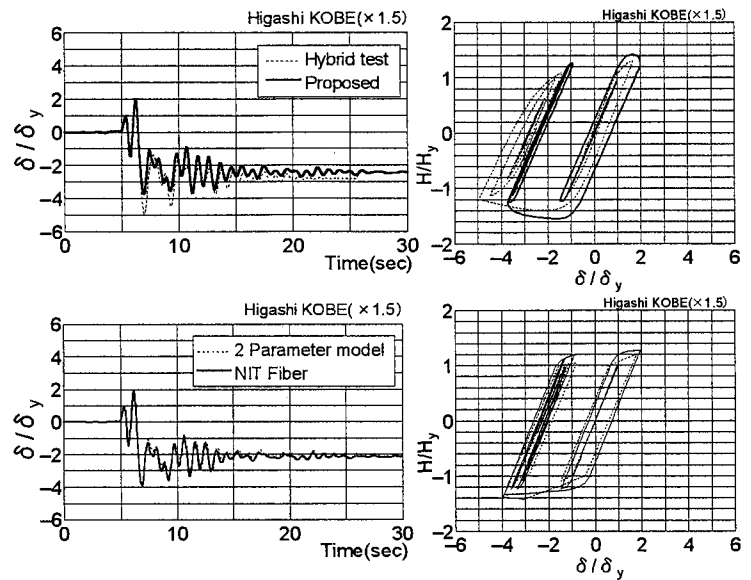 Higashi KOBE(×1.5)
6
4
2
0
−2
−4
−6
δ/δy
Hybrid test
Proposed
0
10
20
30
Time(sec)
Higashi KOBE(×1.5)
2
1
0
−1
−2
H/Hy
−6
−4
−2
0
2
4
6
δ/δy
Higashi KOBE(×1.5)
6
4
2
0
−2
−4
−6
δ/δy
2 Parameter model
NIT Fiber
0
10
20
30
Time(sec)
Higashi KOBE(×1.5)
2
1
0
−1
−2
H/Hy
−6
−4
−2
0
2
4
6
δ/δy